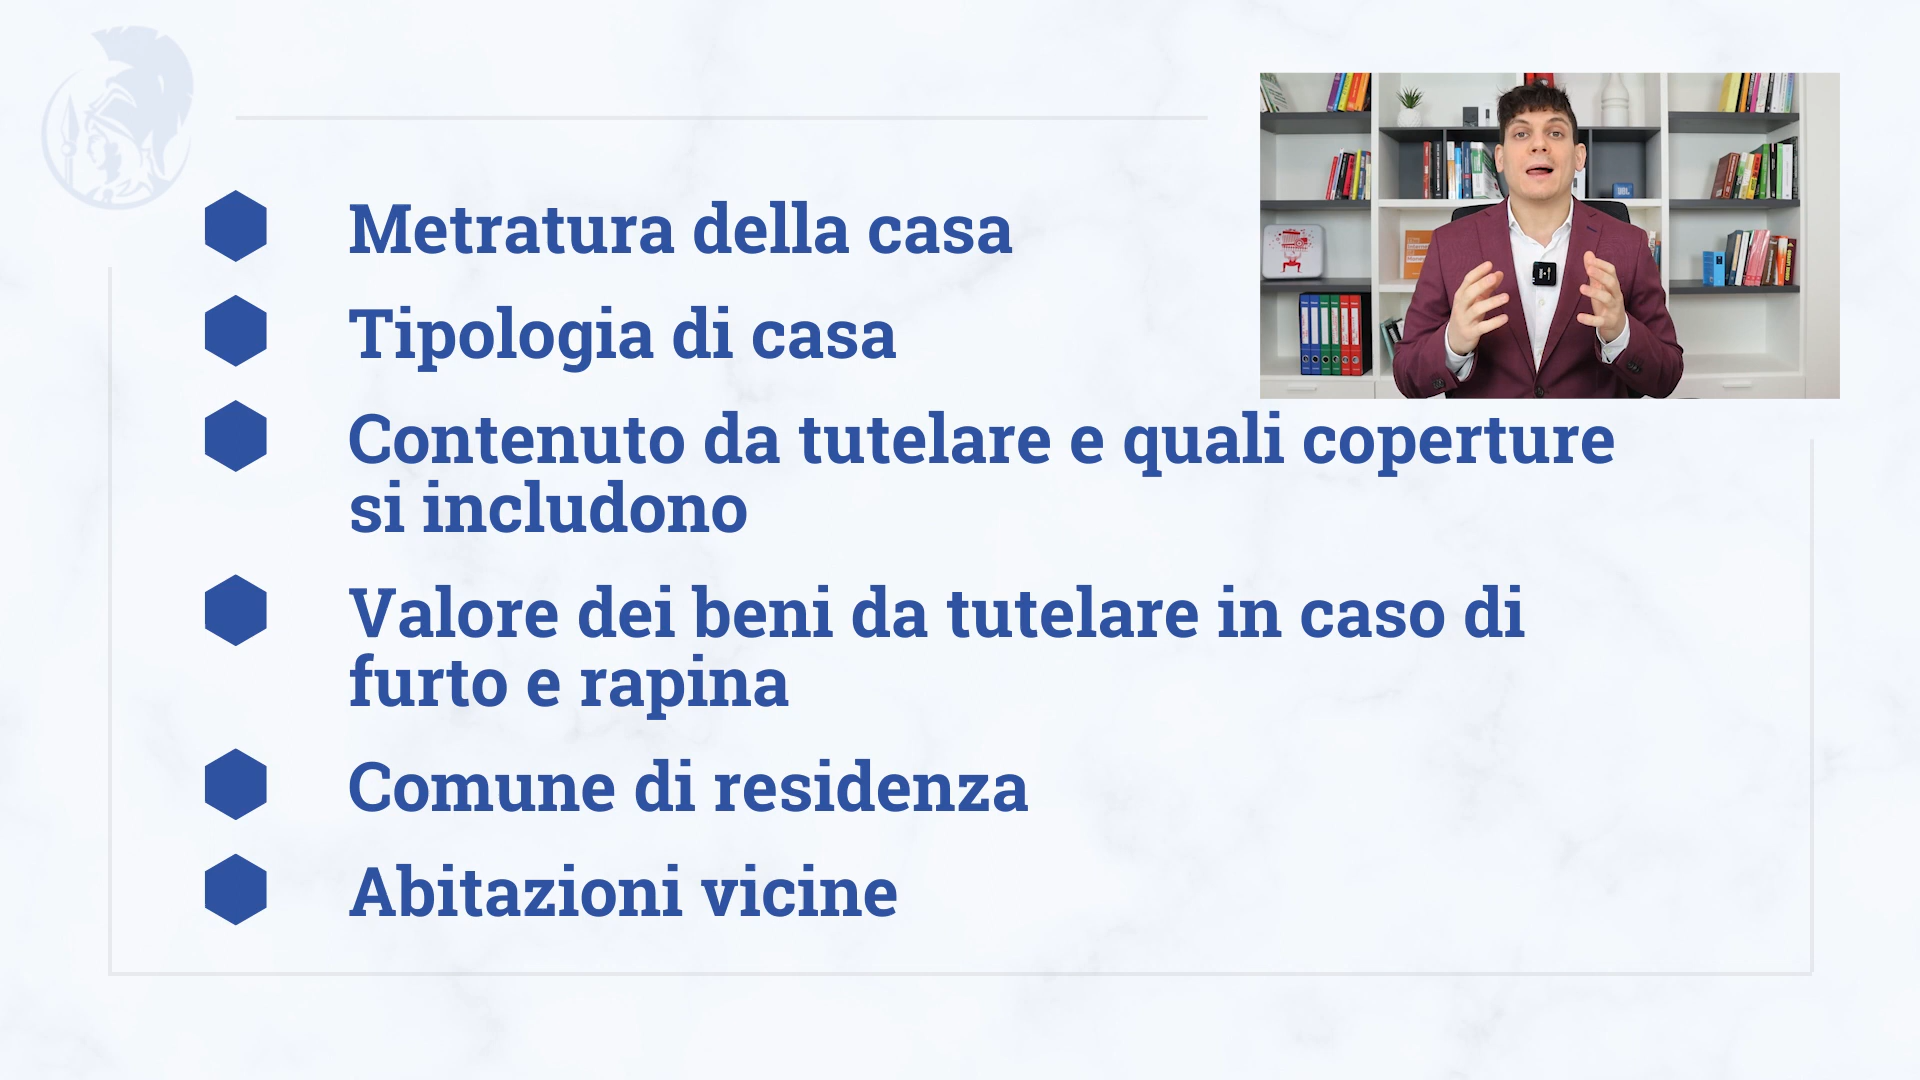 Metratura della casa
Tipologia di casa
Contenuto da tutelare e quali coperture
si includono
Valore dei beni da tutelare in caso di
furto e rapina
Comune di residenza
Abitazioni vicine